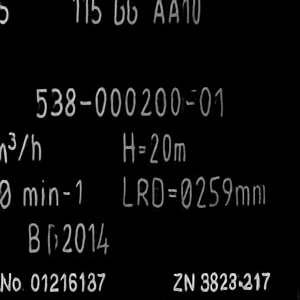 5 115 GG AA10
538-000200-01
m³/h H=20m
0 min-1 LRD=0259mm
B 2014
No. 01216137 ZN 3823-217